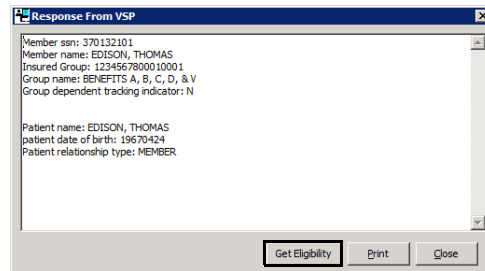 Response From VSP
Member ssn: 370132101
Member name: EDISON, THOMAS
Insured Group: 1234567800010001
Group name: BENEFITS A, B, C, D, & V
Group dependent tracking indicator: N
Patient name: EDISON, THOMAS
patient date of birth: 19670424
Patient relationship type: MEMBER
Get Eligibility Print Close